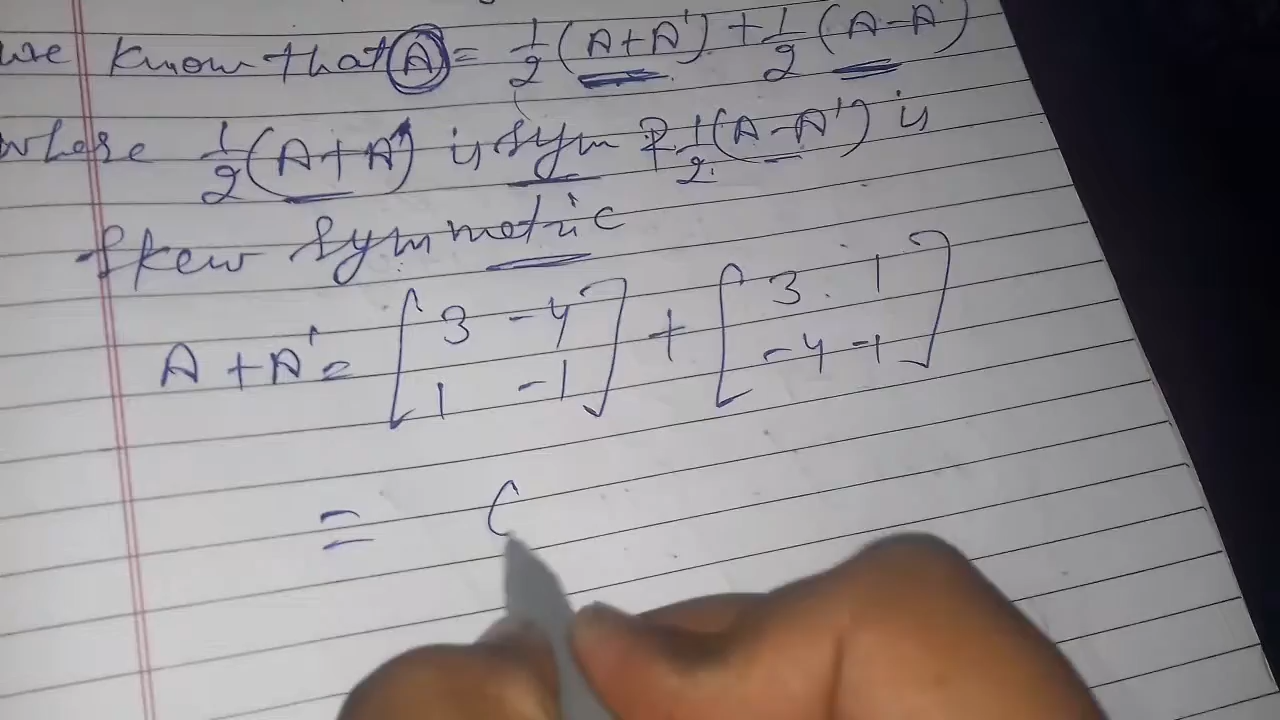 we know that A = 1/2 (A+A') + 1/2 (A-A')
where 1/2 (A+A') is sym & 1/2 (A-A') is
skew symmetric
A + A' = [3 -4] + [3 1]
[1 -1] [-4 -1]
= [